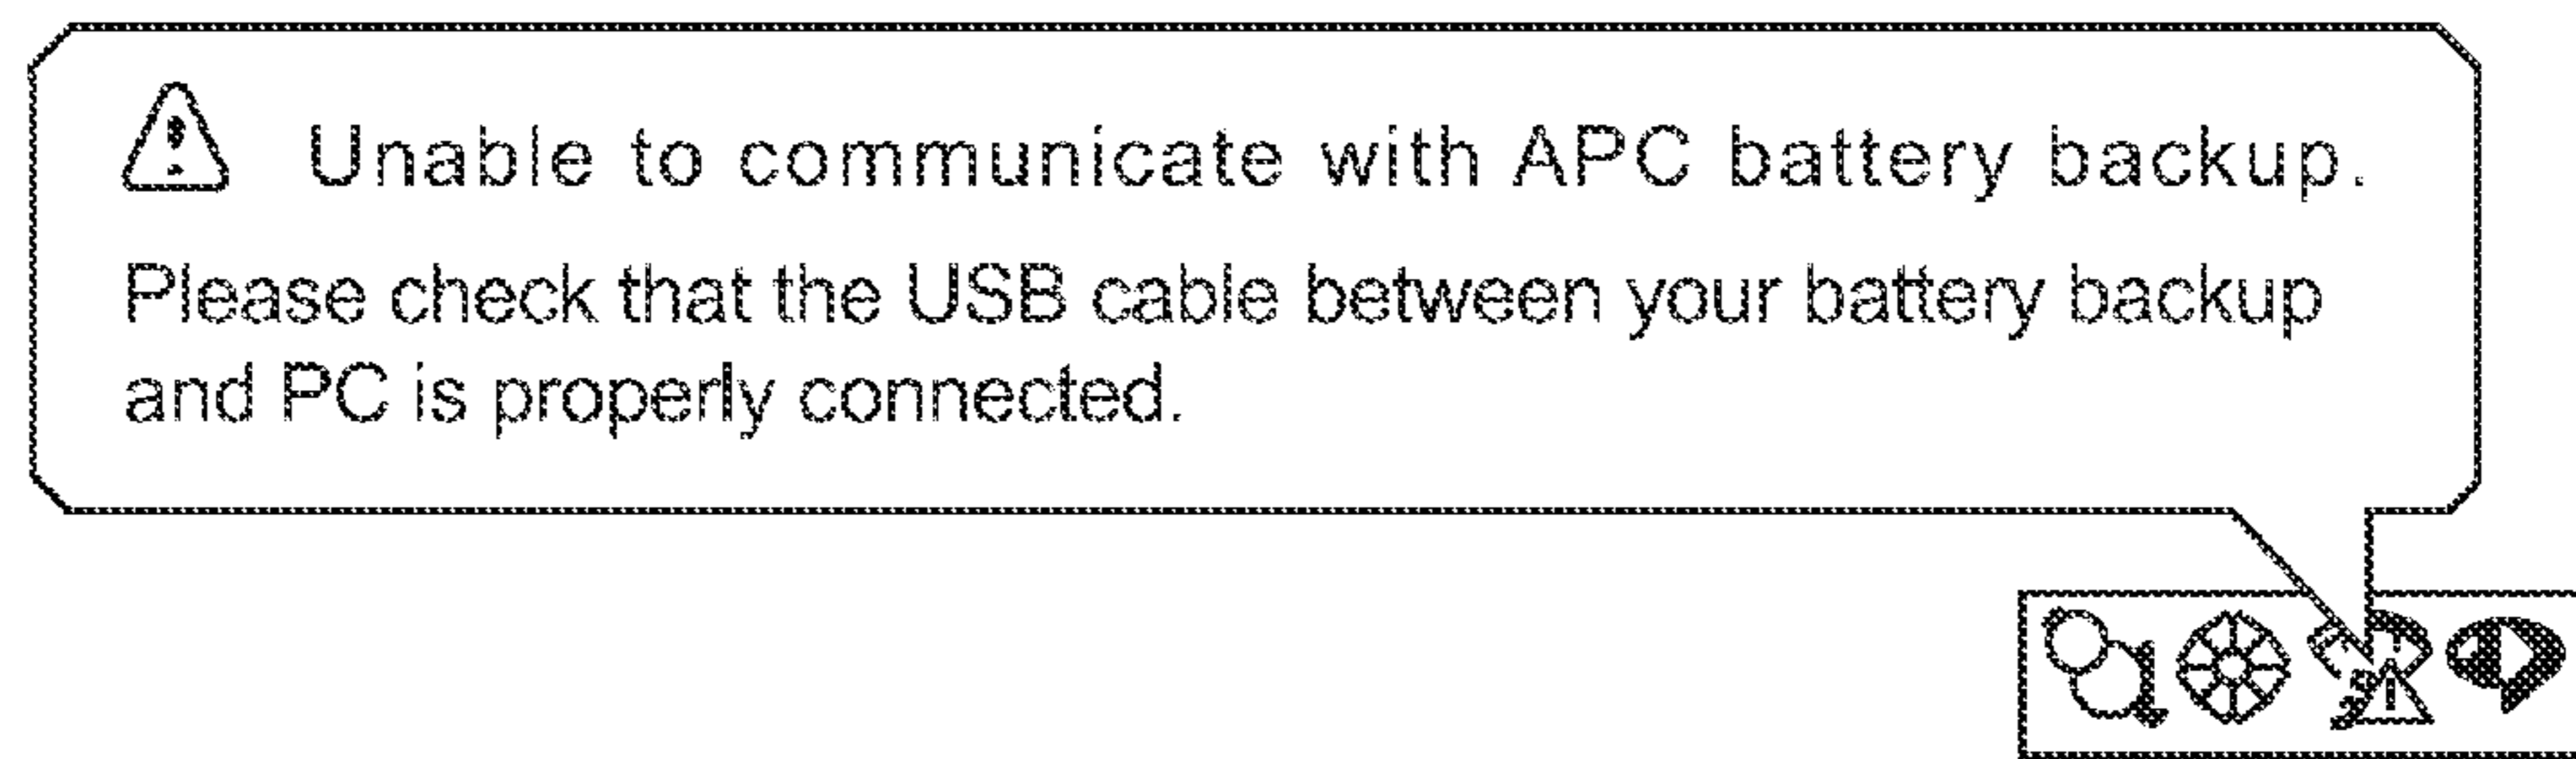 Unable to communicate with APC battery backup.
Please check that the USB cable between your battery backup
and PC is properly connected.